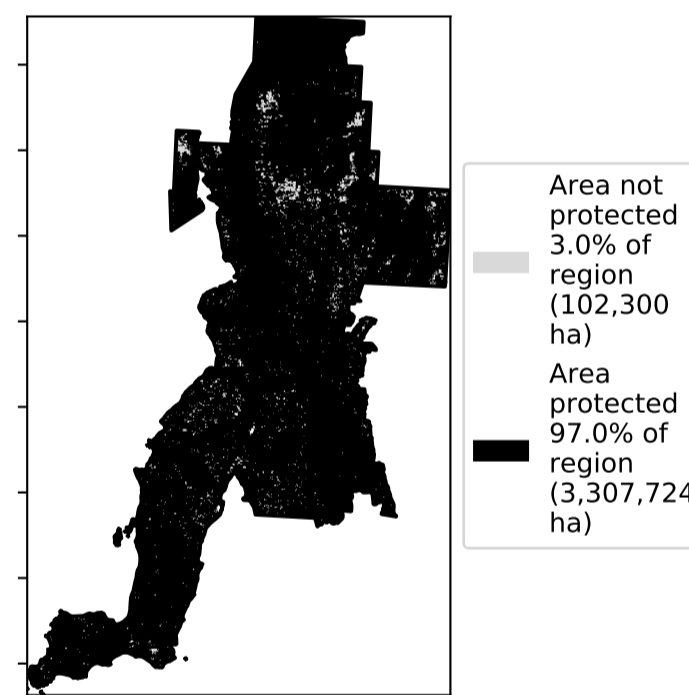 Area not
protected
3.0% of
region
(102,300
ha)
Area
protected
97.0% of
region
(3,307,724
ha)